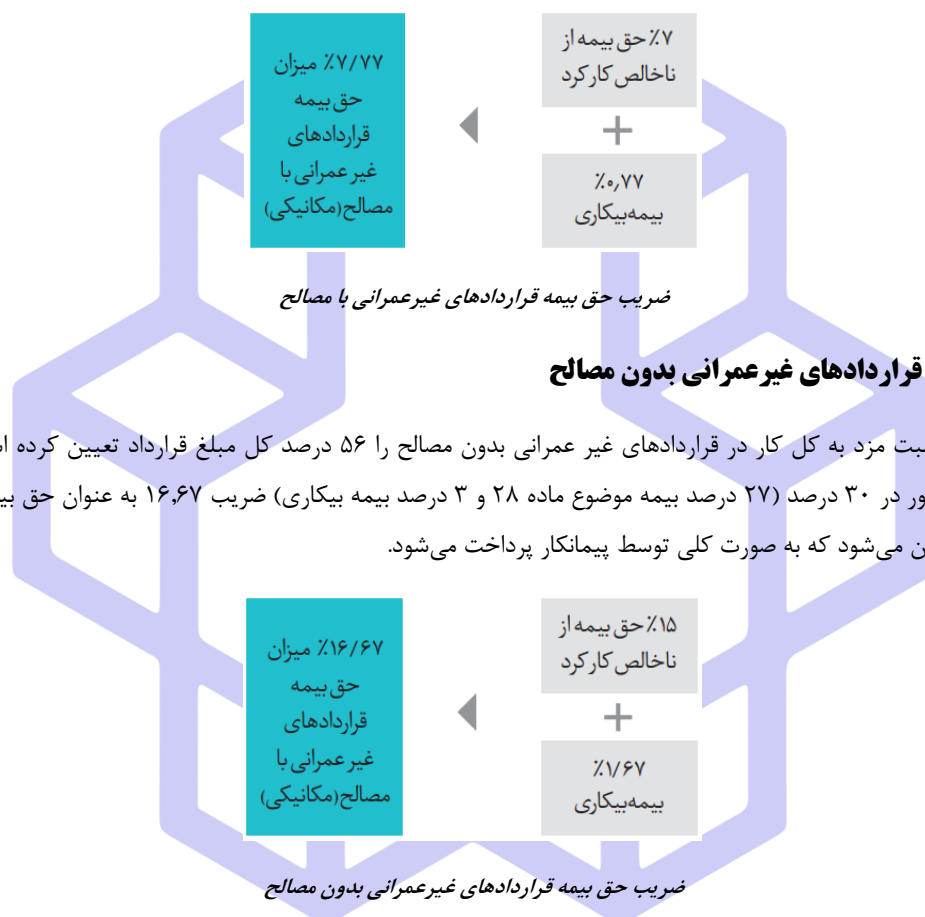 ٪۷ حق بیمه از
ناخالص کارکرد
+
٪۰٫۷۷
بیمه‌بیکاری
٪۷/۷۷ میزان
حق بیمه
قراردادهای
غیر عمرانی با
مصالح(مکانیکی)
ضریب حق بیمه قراردادهای غیرعمرانی با مصالح
قراردادهای غیرعمرانی بدون مصالح
مزد به کل کار در قراردادهای غیر عمرانی بدون مصالح را ۵۶ درصد کل مبلغ قرارداد تعیین کرده
در ۳۰ درصد (۲۷ درصد بیمه موضوع ماده ۲۸ و ۳ درصد بیمه بیکاری) ضریب ۱۶٫۶۷ به عنوان حق
می‌شود که به صورت کلی توسط پیمانکار پرداخت می‌شود.
٪۱۵ حق بیمه از
ناخالص کارکرد
+
٪۱/۶۷
بیمه‌بیکاری
٪۱۶/۶۷ میزان
حق بیمه
قراردادهای
غیر عمرانی با
مصالح(مکانیکی)
ضریب حق بیمه قراردادهای غیرعمرانی بدون مصالح